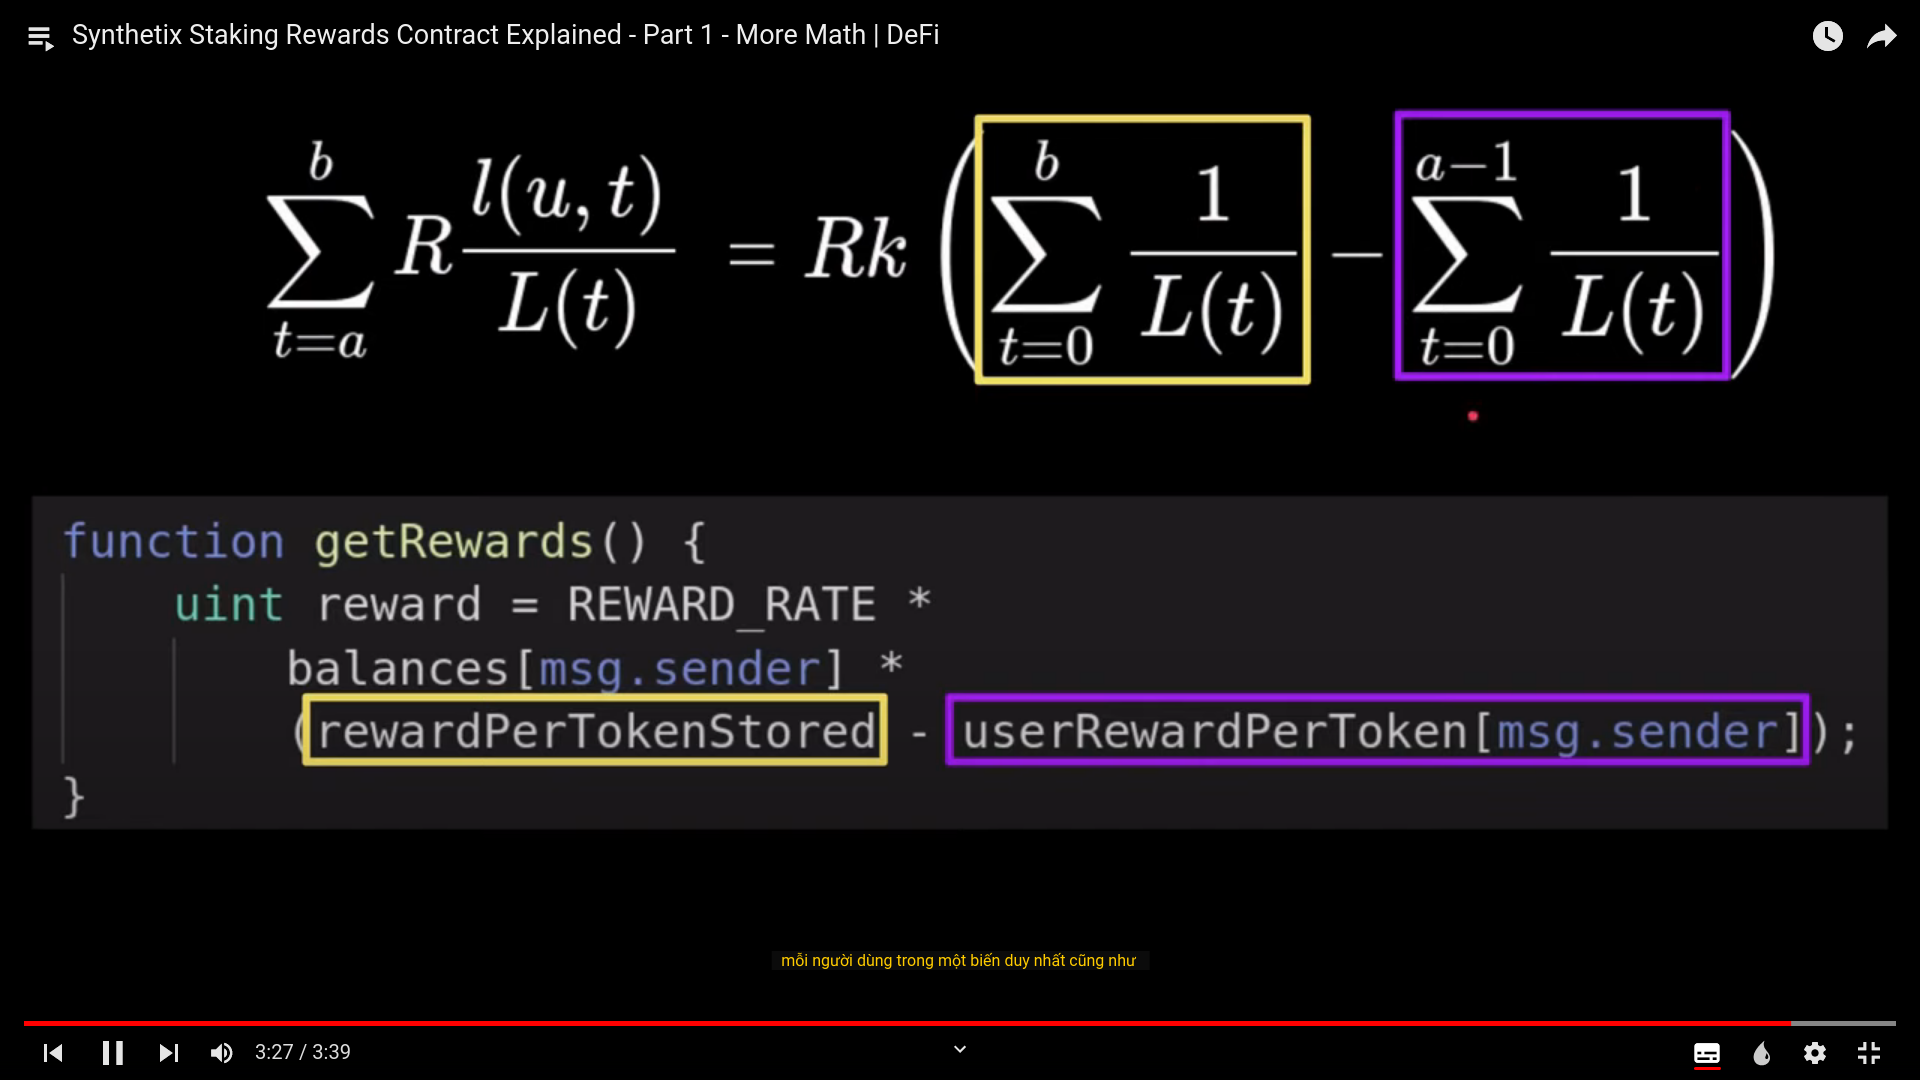 Synthetix Staking Rewards Contract Explained - Part 1 - More Math | DeFi
\sum_{t=a}^{b} R \frac{l(u,t)}{L(t)} = Rk \left( \sum_{t=0}^{b} \frac{1}{L(t)} - \sum_{t=0}^{a-1} \frac{1}{L(t)} \right)
function getRewards() {
uint reward = REWARD_RATE *
balances[msg.sender] *
(rewardPerTokenStored - userRewardPerToken[msg.sender]);
}
mỗi người dùng trong một biến duy nhất cũng như
3:27 / 3:39